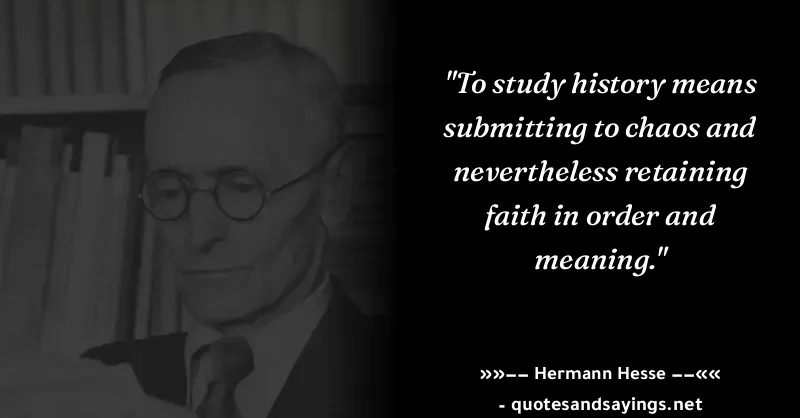 "To study history means
submitting to chaos and
nevertheless retaining
faith in order and
meaning."
»»−− Hermann Hesse −−««
- quotesandsayings.net